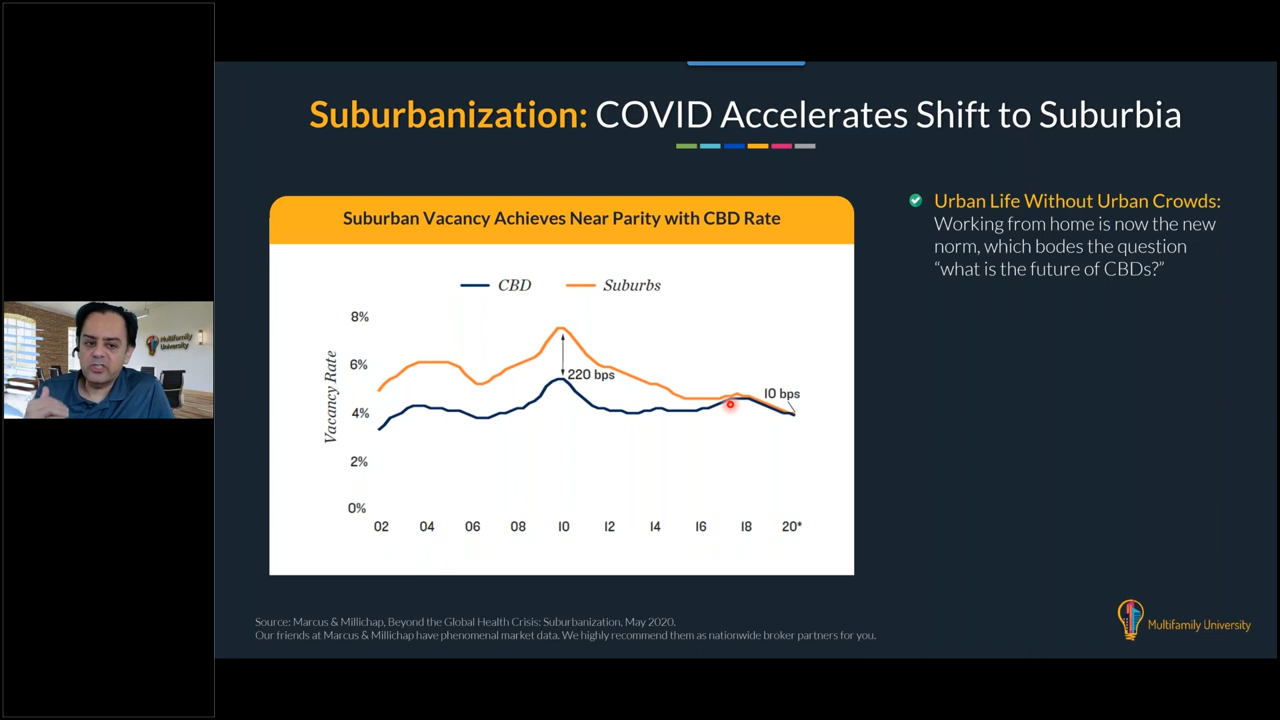 Suburbanization: COVID Accelerates Shift to Suburbia
Suburban Vacancy Achieves Near Parity with CBD Rate
CBD
Suburbs
Vacancy Rate
8%
6%
4%
2%
0%
220 bps
10 bps
02 04 06 08 10 12 14 16 18 20*
Urban Life Without Urban Crowds:
Working from home is now the new
norm, which bodes the question
“what is the future of CBDs?”
Multifamily
University
Source: Marcus & Millichap, Beyond the Global Health Crisis: Suburbanization, May 2020.
Our friends at Marcus & Millichap have phenomenal market data. We highly recommend them as nationwide broker partners for you.
Multifamily University